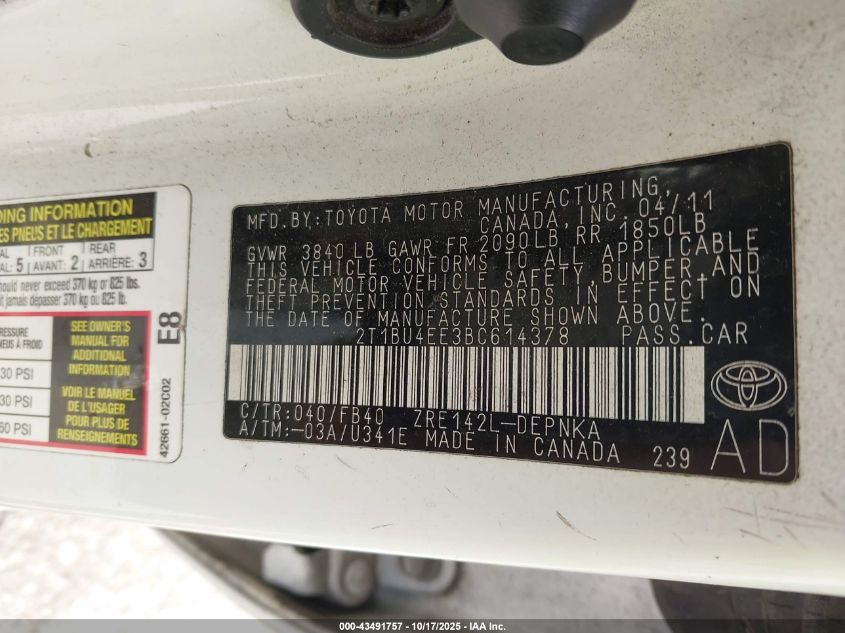 DING INFORMATION
ES PNEUS ET LE CHARGEMENT
AL 5 FRONT AVANT: 2 REAR ARRIÈRE: 3
should never exceed 370 kg or 825 lbs.
jamais dépasser 370 kg ou 825 lb.
PRESSURE
PNEUS À FROID
30 PSI
30 PSI
60 PSI
SEE OWNER'S
MANUAL FOR
ADDITIONAL
INFORMATION
VOIR LE MANUEL
DE L'USAGER
POUR PLUS DE
RENSEIGNEMENTS
E8
42661-02C02
MFD.BY:TOYOTA MOTOR MANUFACTURING,
CANADA,INC. 04/11
GVWR 3840 LB GAWR FR 2090LB RR 1850LB
THIS VEHICLE CONFORMS TO ALL APPLICABLE
FEDERAL MOTOR VEHICLE SAFETY,BUMPER,AND
THEFT PREVENTION STANDARDS IN EFFECT ON
THE DATE OF MANUFACTURE SHOWN ABOVE.
2T1BU4EE3BC614378 PASS.CAR
C/TR:040/FB40 ZRE142L-DEPNKA
A/TM:-03A/U341E MADE IN CANADA 239
AD
000-43491757 - 10/17/2025 - IAA Inc.